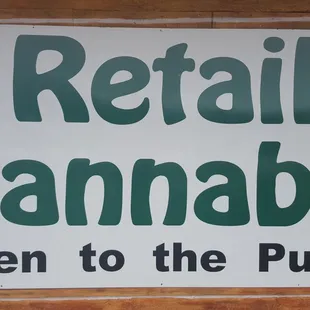 Retail
annab
en to the Pu